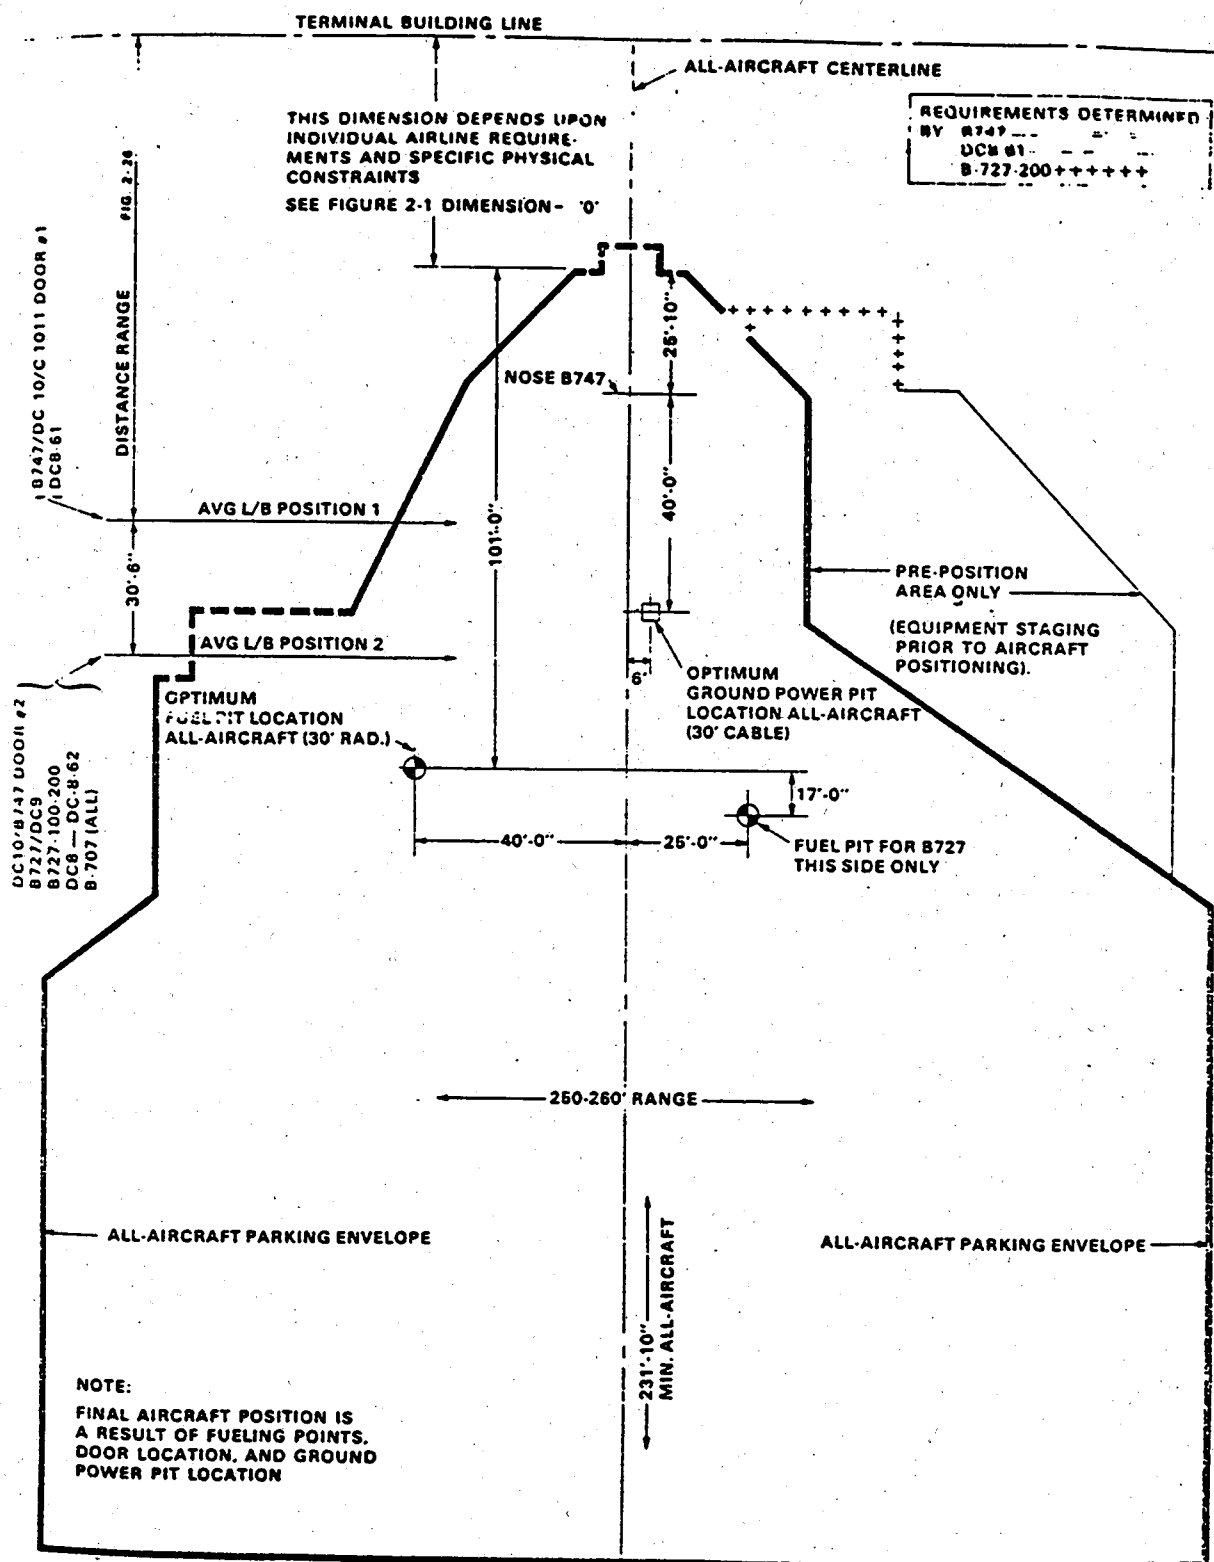 TERMINAL BUILDING LINE
ALL-AIRCRAFT CENTERLINE
REQUIREMENTS DETERMINED
BY B747
DC8 61
B-727-200 + + + + + +
THIS DIMENSION DEPENDS UPON
INDIVIDUAL AIRLINE REQUIRE-
MENTS AND SPECIFIC PHYSICAL
CONSTRAINTS
SEE FIGURE 2-1 DIMENSION- 'O'
FIG. 2-26
DISTANCE RANGE
B747/DC 10/C 1011 DOOR #1
DC8-61
NOSE B747
25'-10"
40'-0"
101'-0"
AVG L/B POSITION 1
30'-6"
AVG L/B POSITION 2
PRE-POSITION
AREA ONLY
(EQUIPMENT STAGING
PRIOR TO AIRCRAFT
POSITIONING).
6'
OPTIMUM
GROUND POWER PIT
LOCATION ALL-AIRCRAFT
(30' CABLE)
OPTIMUM
FUEL PIT LOCATION
ALL-AIRCRAFT (30' RAD.)
DC10/B747 DOOR #2
B727/DC9
B727-100-200
DC8 — DC-8-62
B-707 (ALL)
17'-0"
40'-0"
25'-0"
FUEL PIT FOR B727
THIS SIDE ONLY
250-260' RANGE
ALL-AIRCRAFT PARKING ENVELOPE
ALL-AIRCRAFT PARKING ENVELOPE
231'-10"
MIN. ALL-AIRCRAFT
NOTE:
FINAL AIRCRAFT POSITION IS
A RESULT OF FUELING POINTS,
DOOR LOCATION, AND GROUND
POWER PIT LOCATION